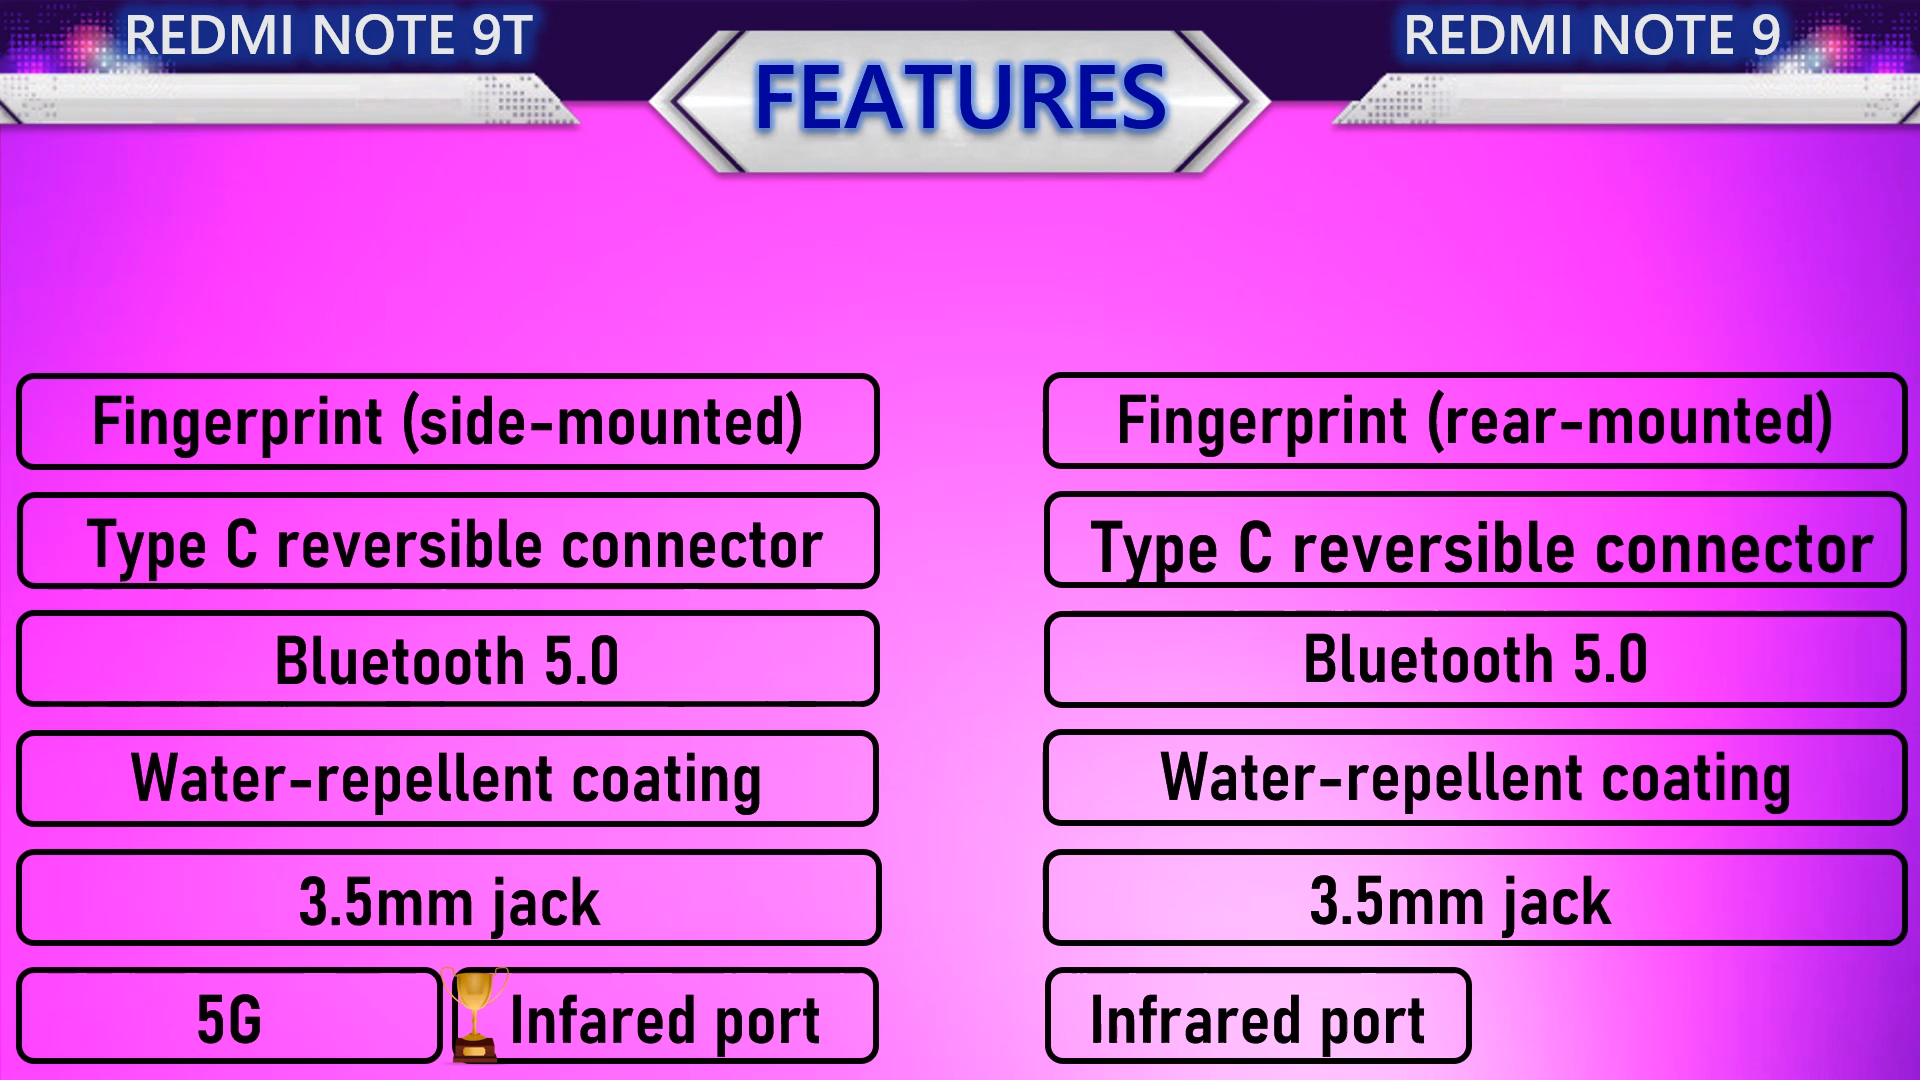 REDMI NOTE 9T
FEATURES
REDMI NOTE 9
Fingerprint (side-mounted)
Fingerprint (rear-mounted)
Type C reversible connector
Type C reversible connector
Bluetooth 5.0
Bluetooth 5.0
Water-repellent coating
Water-repellent coating
3.5mm jack
3.5mm jack
5G
Infared port
Infrared port